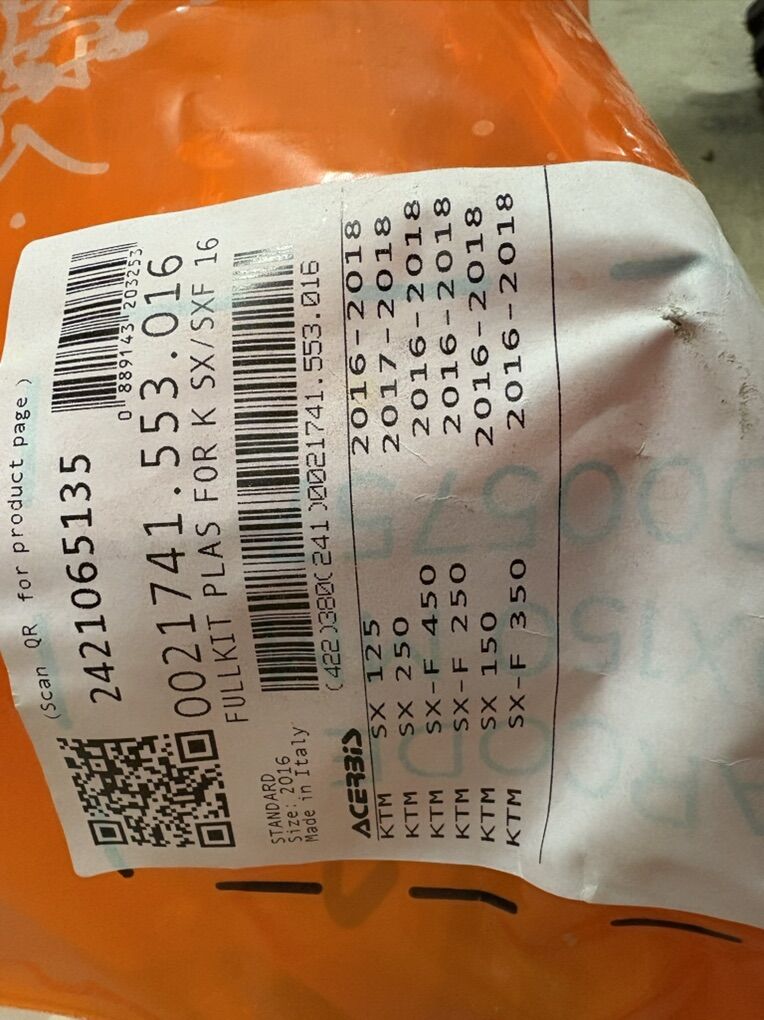 (Scan QR for product page.)
2421065135
0 889143 203253
0021741.553.016
FULLKIT PLAS FOR K SX/SXF 16
STANDARD
Size: 2016
Made in Italy
(422)380(241)0021741.553.016
ACERBIS
KTM SX 125 2016-2018
KTM SX 250 2017-2018
KTM SX-F 450 2016-2018
KTM SX-F 250 2016-2018
KTM SX 150 2016-2018
KTM SX-F 350 2016-2018